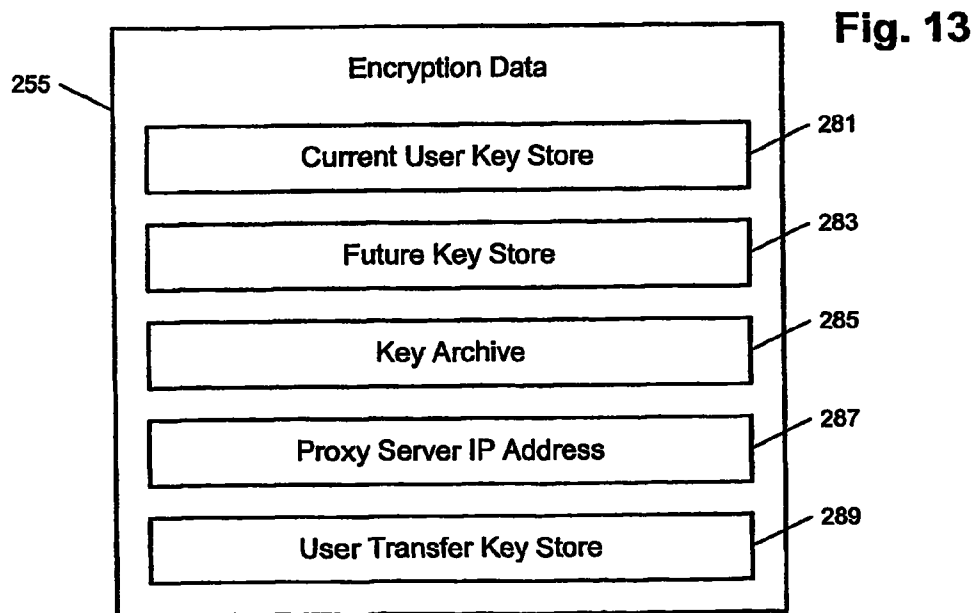 Fig. 13
Encryption Data
255
Current User Key Store
281
Future Key Store
283
Key Archive
285
Proxy Server IP Address
287
User Transfer Key Store
289